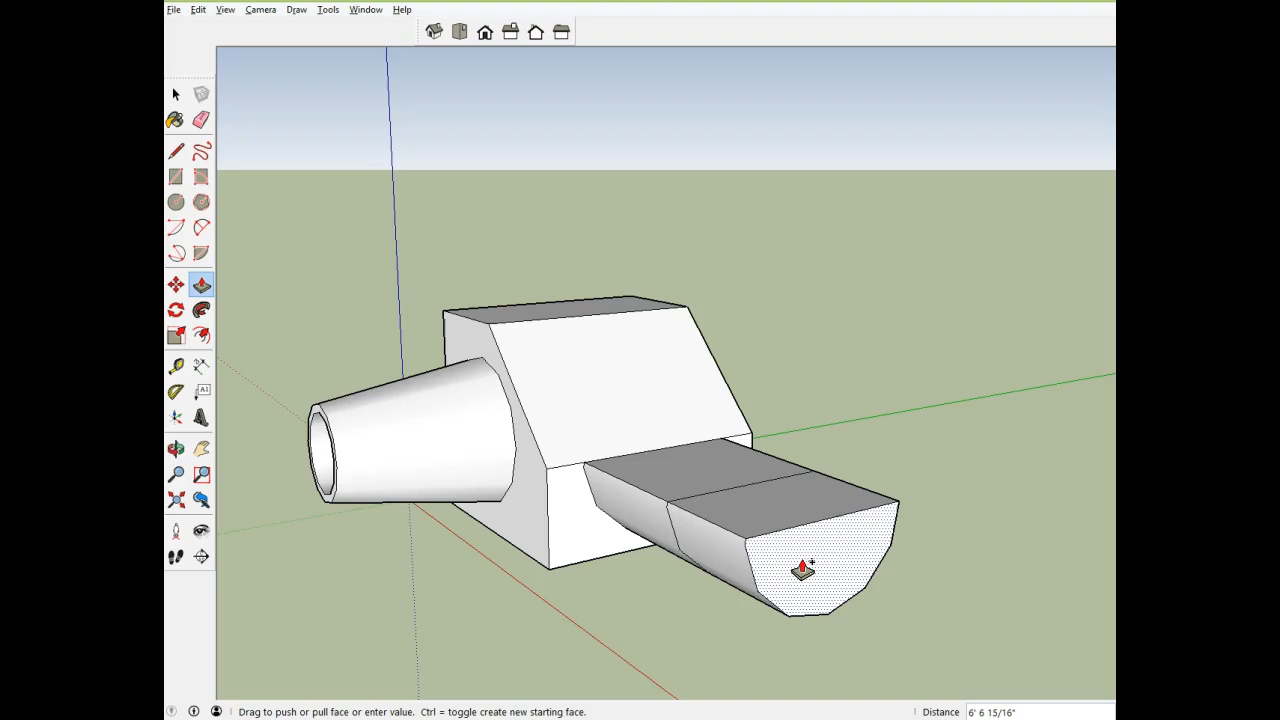 File Edit View Camera Draw Tools Window Help
A1
Drag to push or pull face or enter value. Ctrl = toggle create new starting face. Distance 6' 6 15/16"